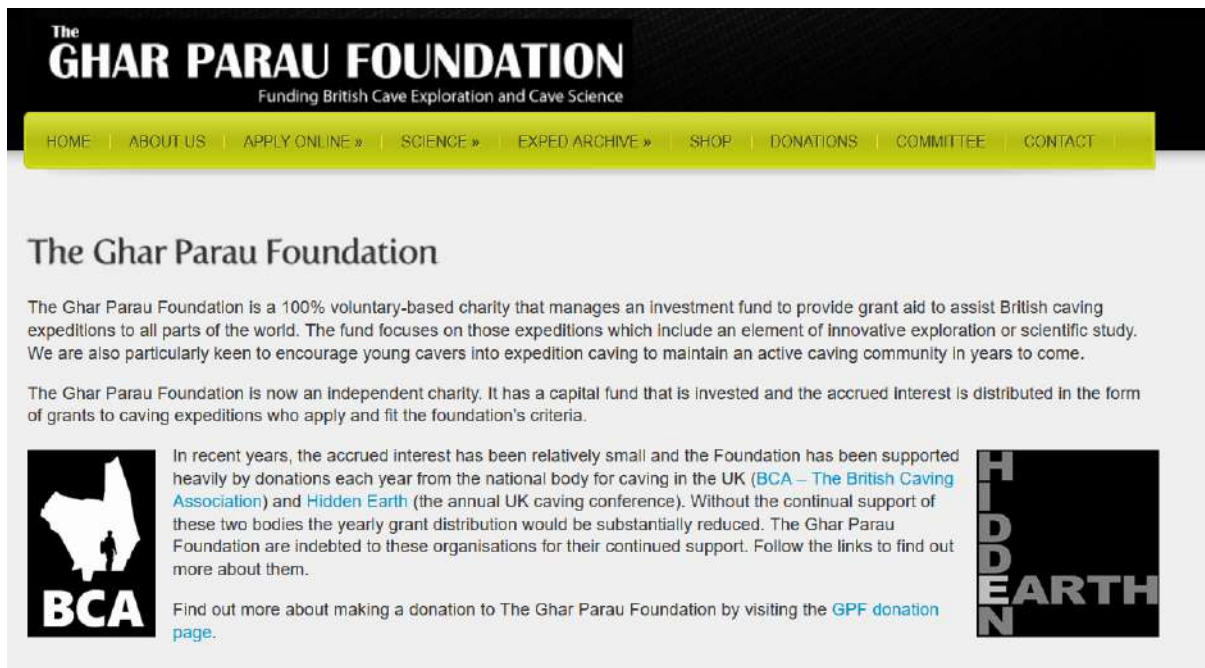 The
GHAR PARAU FOUNDATION
Funding British Cave Exploration and Cave Science
HOME ABOUT US APPLY ONLINE » SCIENCE » EXPED ARCHIVE » SHOP DONATIONS COMMITTEE CONTACT
The Ghar Parau Foundation
The Ghar Parau Foundation is a 100% voluntary-based charity that manages an investment fund to provide grant aid to assist British caving
expeditions to all parts of the world. The fund focuses on those expeditions which include an element of innovative exploration or scientific study.
We are also particularly keen to encourage young cavers into expedition caving to maintain an active caving community in years to come.
The Ghar Parau Foundation is now an independent charity. It has a capital fund that is invested and the accrued interest is distributed in the form
of grants to caving expeditions who apply and fit the foundation's criteria.
BCA
In recent years, the accrued interest has been relatively small and the Foundation has been supported
heavily by donations each year from the national body for caving in the UK (BCA – The British Caving
Association) and Hidden Earth (the annual UK caving conference). Without the continual support of
these two bodies the yearly grant distribution would be substantially reduced. The Ghar Parau
Foundation are indebted to these organisations for their continued support. Follow the links to find out
more about them.
Find out more about making a donation to The Ghar Parau Foundation by visiting the GPF donation
page.
HIDDEN
EARTH